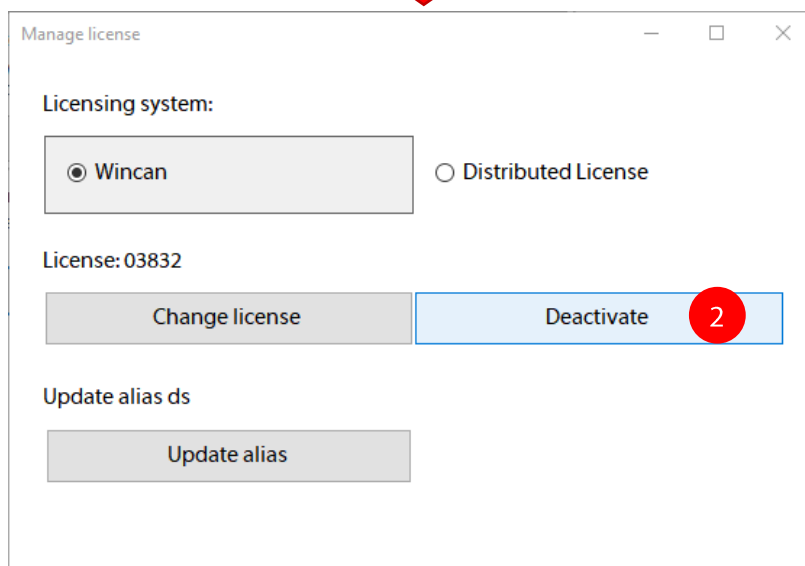 Manage license
Licensing system:
Wincan
Distributed License
License: 03832
Change license
Deactivate
2
Update alias ds
Update alias